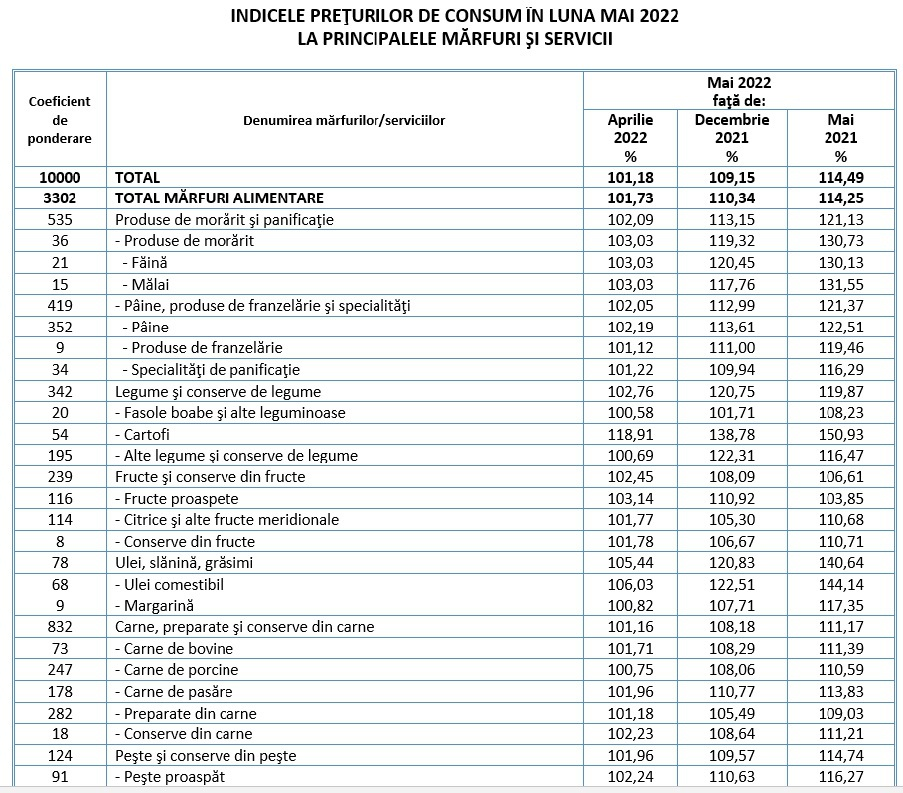 INDICELE PREŢURILOR DE CONSUM ÎN LUNA MAI 2022
LA PRINCIPALELE MĂRFURI ŞI SERVICII
Coeficient de ponderare Denumirea mărfurilor/serviciilor Mai 2022 faţă de:
Aprilie 2022 % Decembrie 2021 % Mai 2021 %
10000 TOTAL 101,18 109,15 114,49
3302 TOTAL MĂRFURI ALIMENTARE 101,73 110,34 114,25
535 Produse de morărit şi panificaţie 102,09 113,15 121,13
36 - Produse de morărit 103,03 119,32 130,73
21 - Făină 103,03 120,45 130,13
15 - Mălai 103,03 117,76 131,55
419 - Pâine, produse de franzelărie şi specialităţi 102,05 112,99 121,37
352 - Pâine 102,19 113,61 122,51
9 - Produse de franzelărie 101,12 111,00 119,46
34 - Specialităţi de panificaţie 101,22 109,94 116,29
342 Legume şi conserve de legume 102,76 120,75 119,87
20 - Fasole boabe şi alte leguminoase 100,58 101,71 108,23
54 - Cartofi 118,91 138,78 150,93
195 - Alte legume şi conserve de legume 100,69 122,31 116,47
239 Fructe şi conserve din fructe 102,45 108,09 106,61
116 - Fructe proaspete 103,14 110,92 103,85
114 - Citrice şi alte fructe meridionale 101,77 105,30 110,68
8 - Conserve din fructe 101,78 106,67 110,71
78 Ulei, slănină, grăsimi 105,44 120,83 140,64
68 - Ulei comestibil 106,03 122,51 144,14
9 - Margarină 100,82 107,71 117,35
832 Carne, preparate şi conserve din carne 101,16 108,18 111,17
73 - Carne de bovine 101,71 108,29 111,39
247 - Carne de porcine 100,75 108,06 110,59
178 - Carne de pasăre 101,96 110,77 113,83
282 - Preparate din carne 101,18 105,49 109,03
18 - Conserve din carne 102,23 108,64 111,21
124 Peşte şi conserve din peşte 101,96 109,57 114,74
91 - Peşte proaspăt 102,24 110,63 116,27